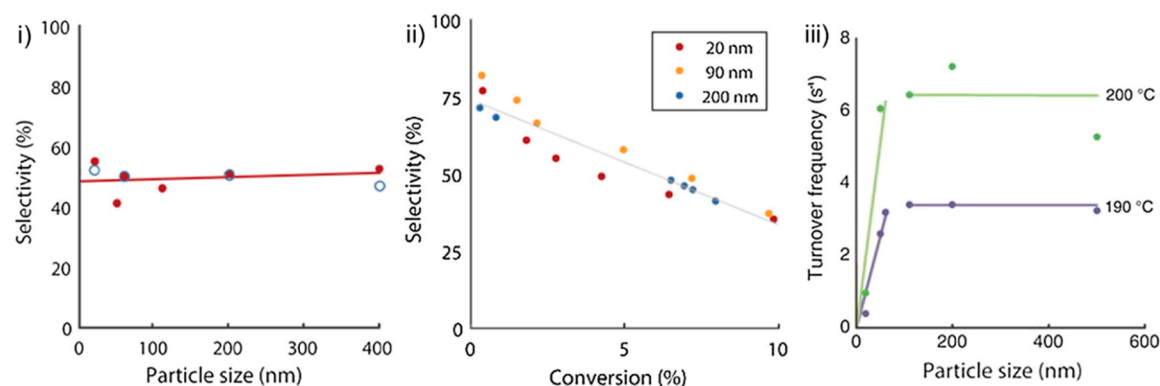 i)
Selectivity (%)
100
80
60
40
20
0
0
100
200
300
400
Particle size (nm)
ii)
Selectivity (%)
100
75
50
25
0
0
5
10
Conversion (%)
20 nm
90 nm
200 nm
iii)
Turnover frequency (s⁻¹)
8
6
4
2
0
0
200
400
600
Particle size (nm)
200 °C
190 °C